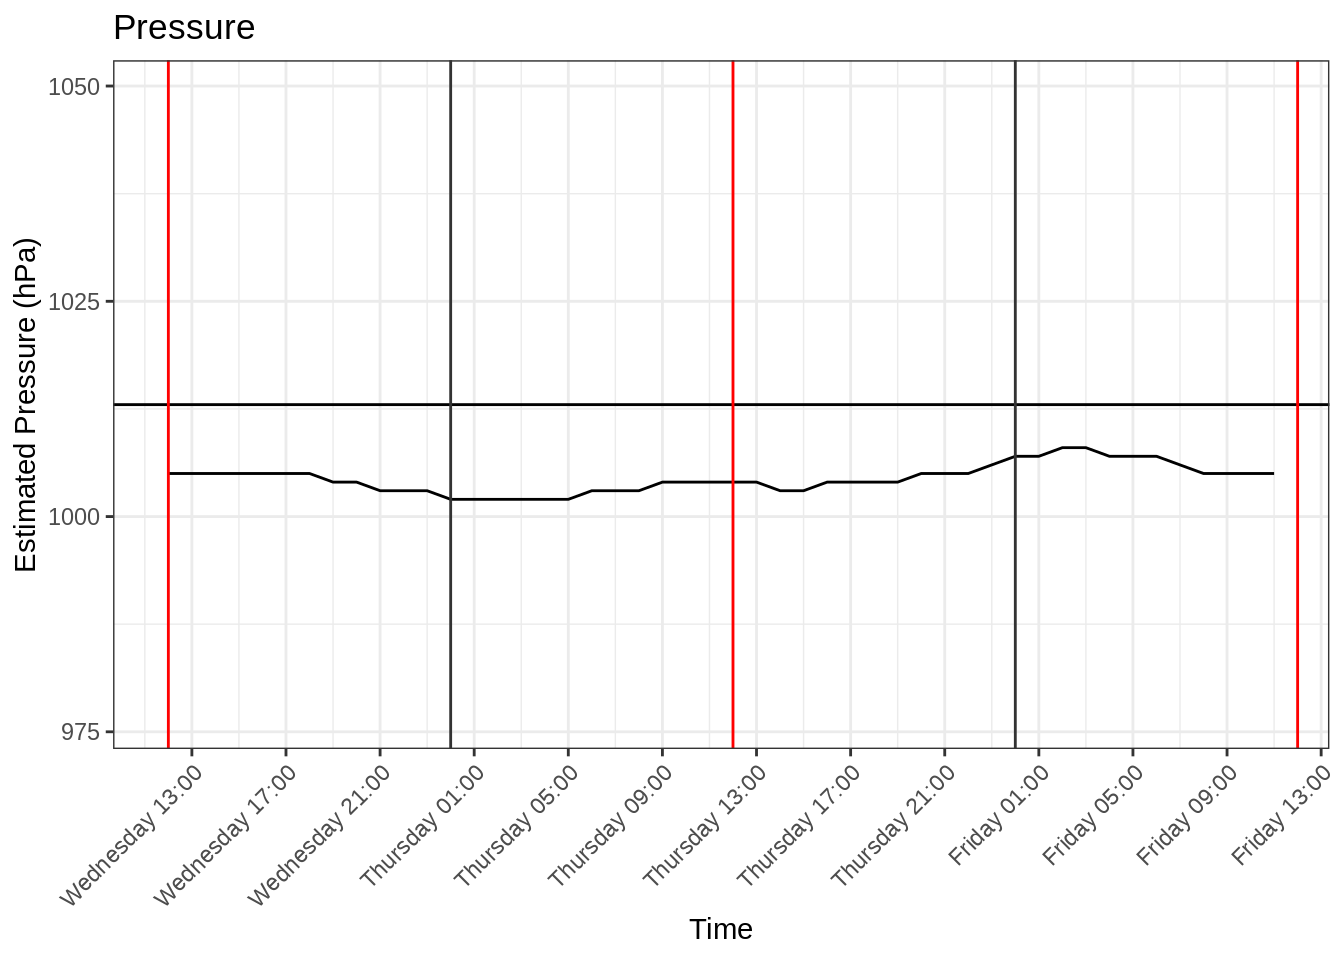 Pressure
Estimated Pressure (hPa)
1050
1025
1000
975
Wednesday 13:00
Wednesday 17:00
Wednesday 21:00
Thursday 01:00
Thursday 05:00
Thursday 09:00
Thursday 13:00
Thursday 17:00
Thursday 21:00
Friday 01:00
Friday 05:00
Friday 09:00
Friday 13:00
Time